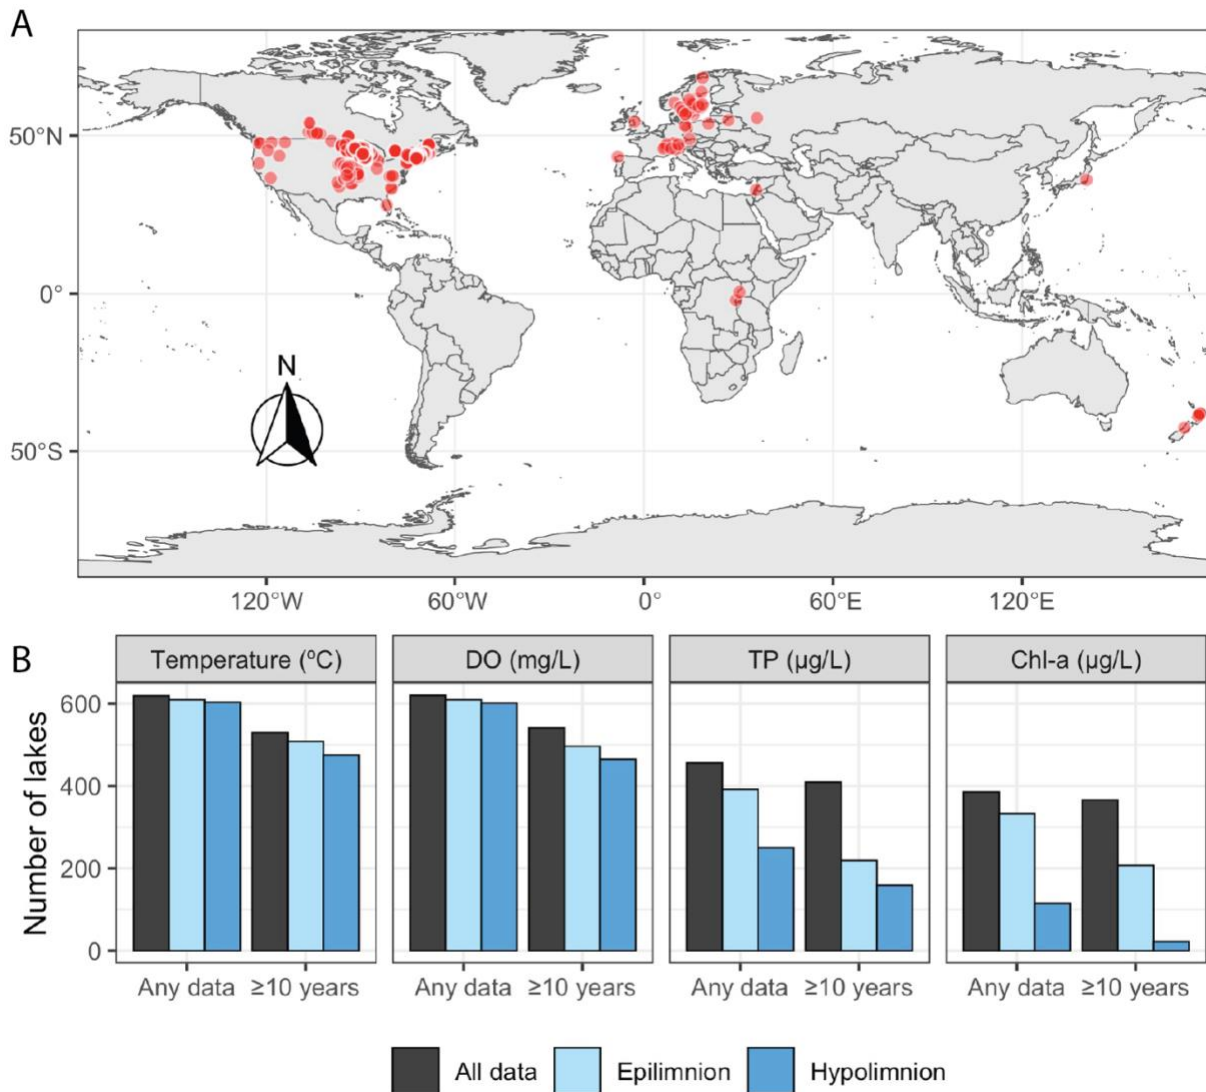 A
50°N
0°
50°S
N
120°W 60°W 0° 60°E 120°E
B
Temperature (ºC) DO (mg/L) TP (µg/L) Chl-a (µg/L)
Number of lakes
600
400
200
0
Any data ≥10 years Any data ≥10 years Any data ≥10 years Any data ≥10 years
All data Epilimnion Hypolimnion